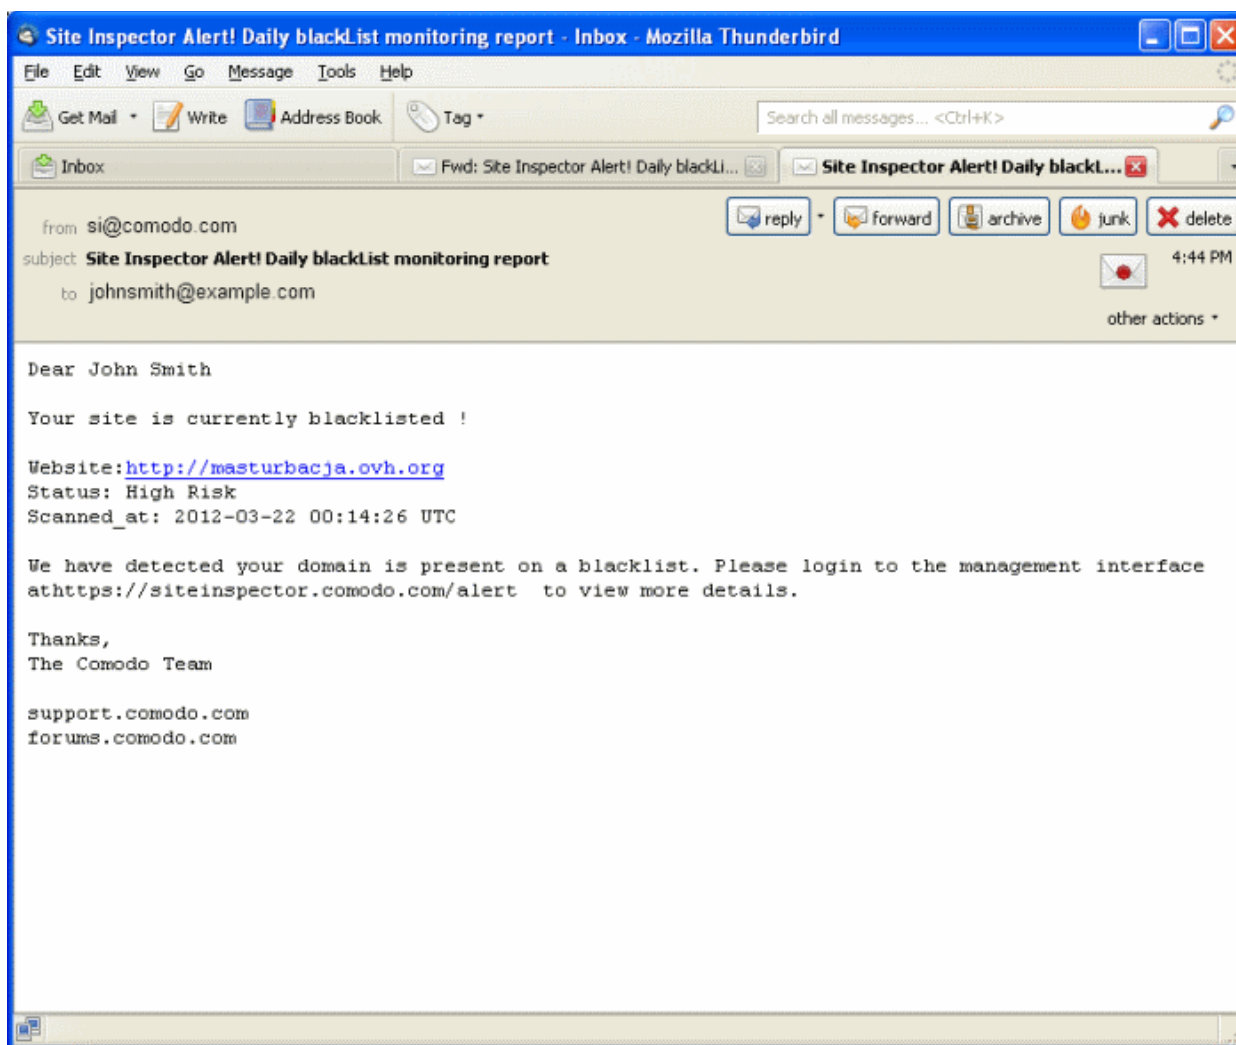 Site Inspector Alert! Daily blackList monitoring report - Inbox - Mozilla Thunderbird
File Edit View Go Message Tools Help
Get Mail Write Address Book Tag Search all messages... <Ctrl+K>
Inbox Fwd: Site Inspector Alert! Daily blackLi... Site Inspector Alert! Daily blackL...
from si@comodo.com reply forward archive junk delete
subject Site Inspector Alert! Daily blackList monitoring report 4:44 PM
to johnsmith@example.com
other actions
Dear John Smith
Your site is currently blacklisted !
Website:http://masturbacja.ovh.org
Status: High Risk
Scanned_at: 2012-03-22 00:14:26 UTC
We have detected your domain is present on a blacklist. Please login to the management interface
athttps://siteinspector.comodo.com/alert to view more details.
Thanks,
The Comodo Team
support.comodo.com
forums.comodo.com